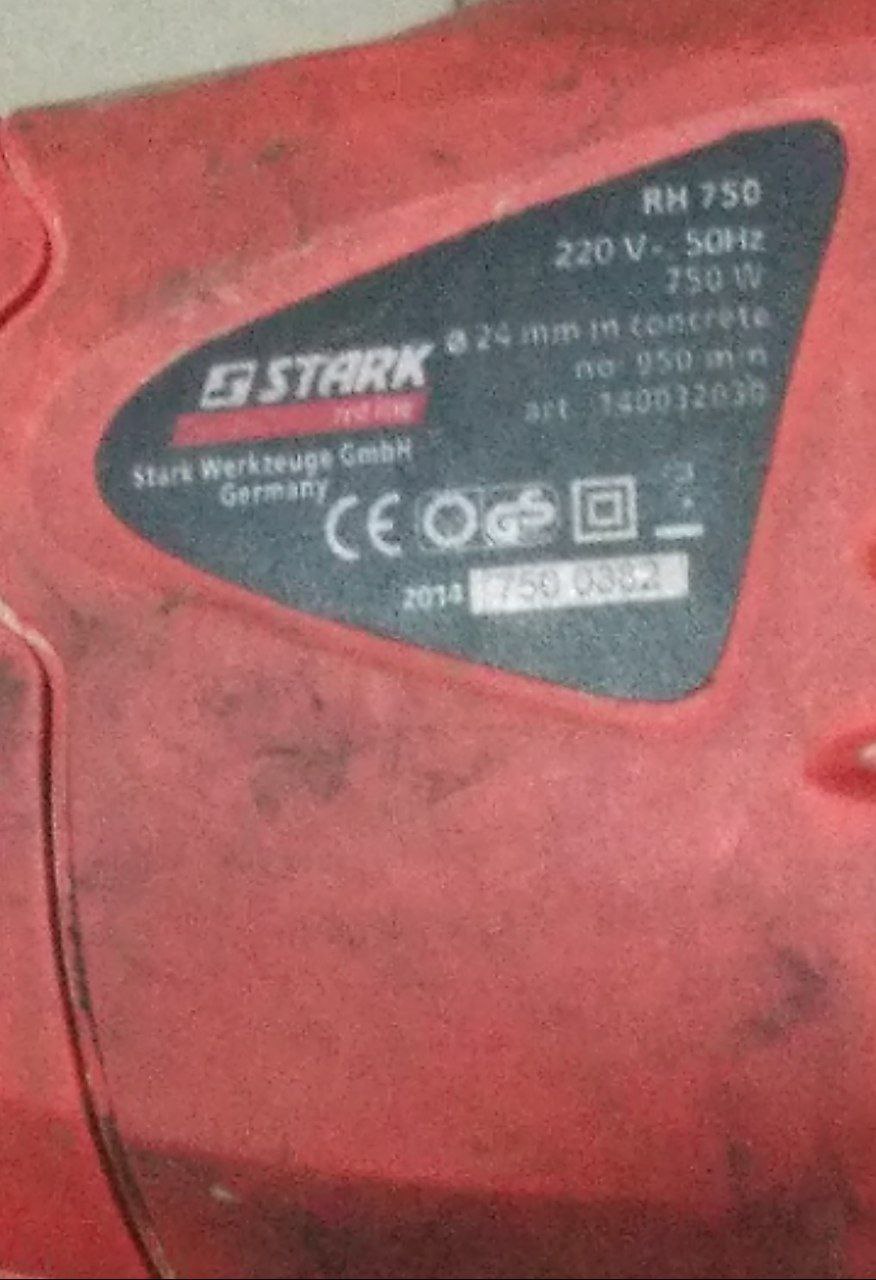 RH 750
220 V~ 50Hz
750 W
ø 24 mm in concrete
no 950 min
art. 140032030
STARK
Stark Werkzeuge GmbH
Germany
CE GS
2014 750 0382